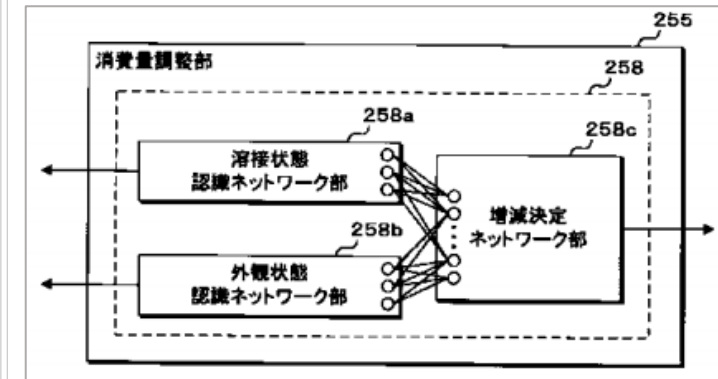 255
消費量調整部
258
258a
258c
溶接状態
認識ネットワーク部
増減決定
ネットワーク部
258b
外観状態
認識ネットワーク部